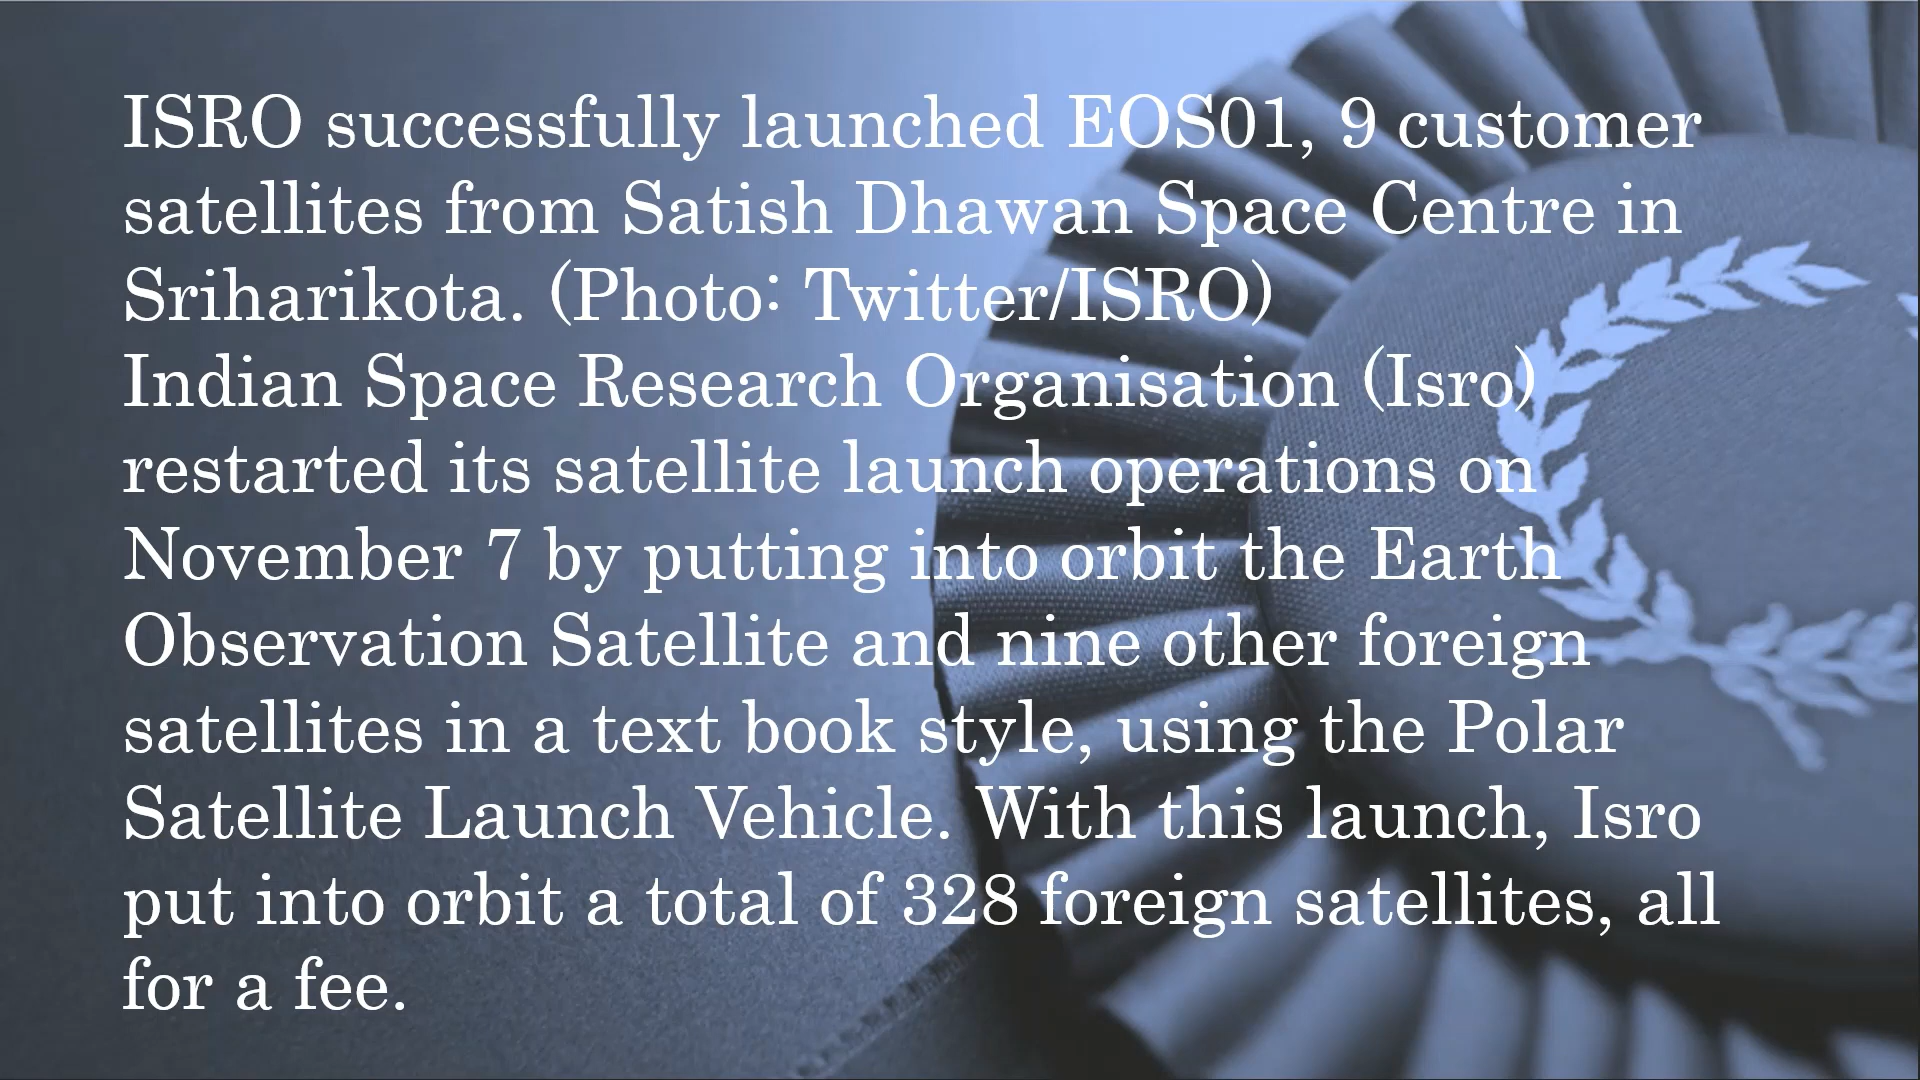 ISRO successfully launched EOS01, 9 customer
satellites from Satish Dhawan Space Centre in
Sriharikota. (Photo: Twitter/ISRO)
Indian Space Research Organisation (Isro)
restarted its satellite launch operations on
November 7 by putting into orbit the Earth
Observation Satellite and nine other foreign
satellites in a text book style, using the Polar
Satellite Launch Vehicle. With this launch, Isro
put into orbit a total of 328 foreign satellites, all
for a fee.